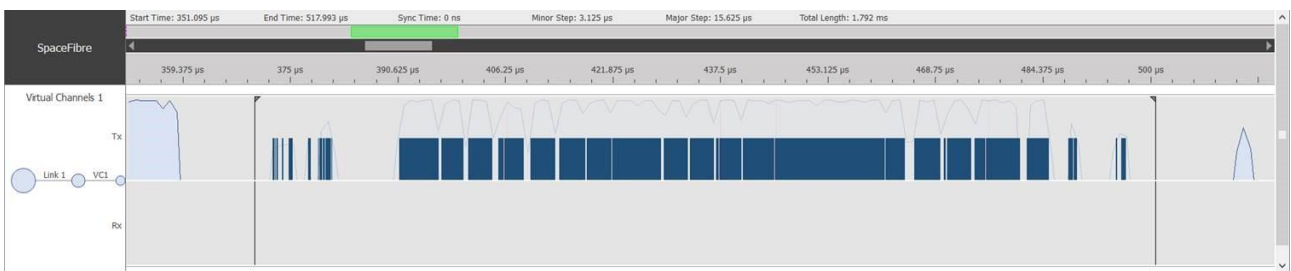 Start Time: 351.095 µs End Time: 517.993 µs Sync Time: 0 ns Minor Step: 3.125 µs Major Step: 15.625 µs Total Length: 1.792 ms
SpaceFibre
359.375 µs 375 µs 390.625 µs 406.25 µs 421.875 µs 437.5 µs 453.125 µs 468.75 µs 484.375 µs 500 µs
Virtual Channels 1
Tx
Link 1 VC1
Rx